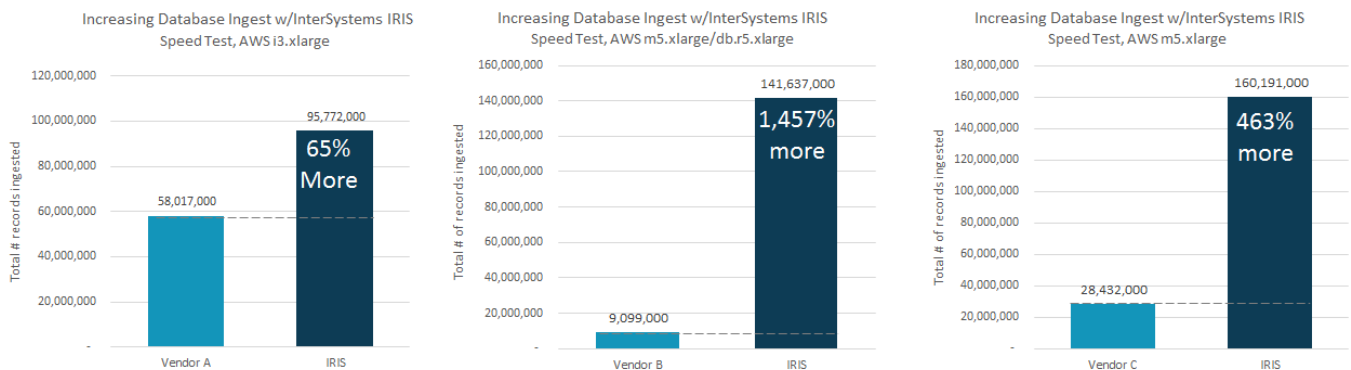 Increasing Database Ingest w/InterSystems IRIS
Speed Test, AWS i3.xlarge
Total # records ingested
120,000,000
100,000,000
80,000,000
60,000,000
40,000,000
20,000,000
-
58,017,000
95,772,000
65%
More
Vendor A
IRIS
Increasing Database Ingest w/InterSystems IRIS
Speed Test, AWS m5.xlarge/db.r5.xlarge
Total # of records ingested
160,000,000
140,000,000
120,000,000
100,000,000
80,000,000
60,000,000
40,000,000
20,000,000
-
9,099,000
141,637,000
1,457%
more
Vendor B
IRIS
Increasing Database Ingest w/InterSystems IRIS
Speed Test, AWS m5.xlarge
Total # of records ingested
180,000,000
160,000,000
140,000,000
120,000,000
100,000,000
80,000,000
60,000,000
40,000,000
20,000,000
-
28,432,000
160,191,000
463%
more
Vendor C
IRIS